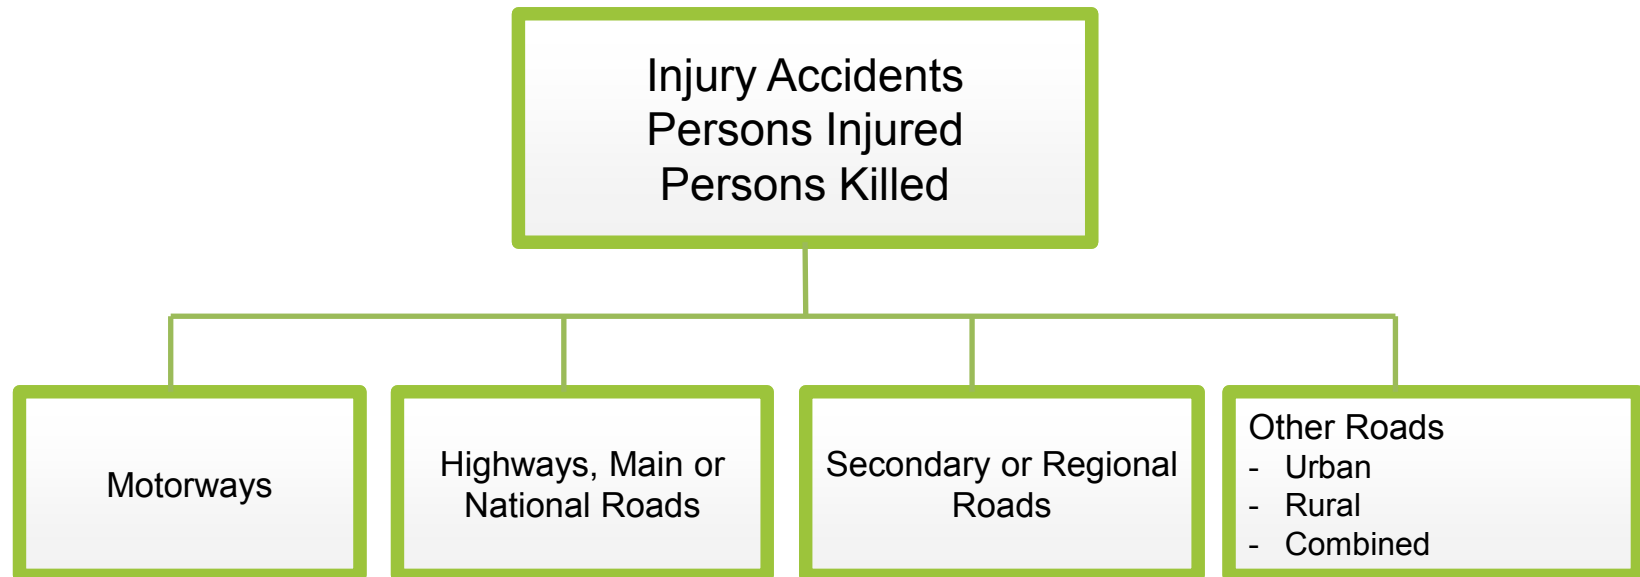 Injury Accidents
Persons Injured
Persons Killed
Motorways
Highways, Main or
National Roads
Secondary or Regional
Roads
Other Roads
- Urban
- Rural
- Combined